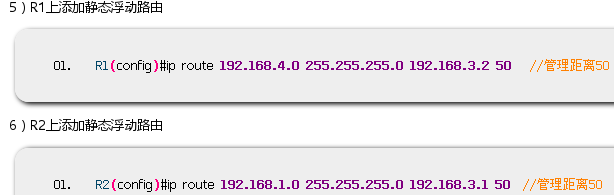 5）R1上添加静态浮动路由
01. R1(config)#ip route 192.168.4.0 255.255.255.0 192.168.3.2 50 //管理距离50
6）R2上添加静态浮动路由
01. R2(config)#ip route 192.168.1.0 255.255.255.0 192.168.3.1 50 //管理距离50